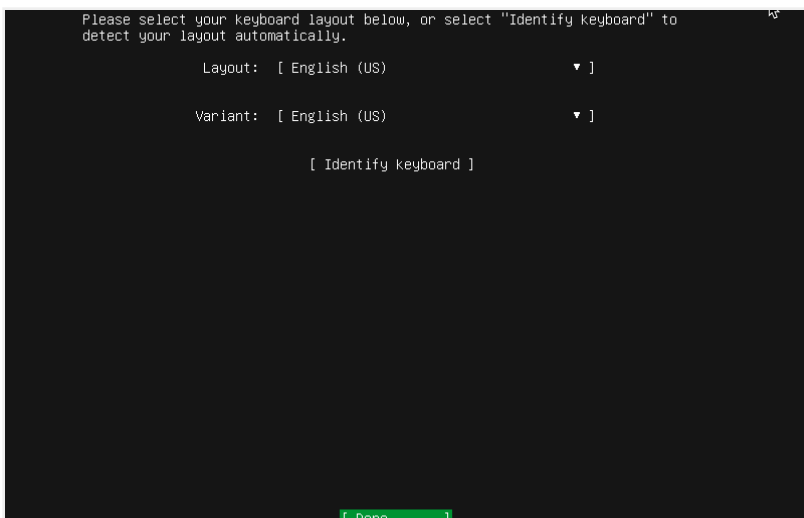 Please select your keyboard layout below, or select "Identify keyboard" to
detect your layout automatically.
Layout: [ English (US) ▾ ]
Variant: [ English (US) ▾ ]
[ Identify keyboard ]
[ Done ]